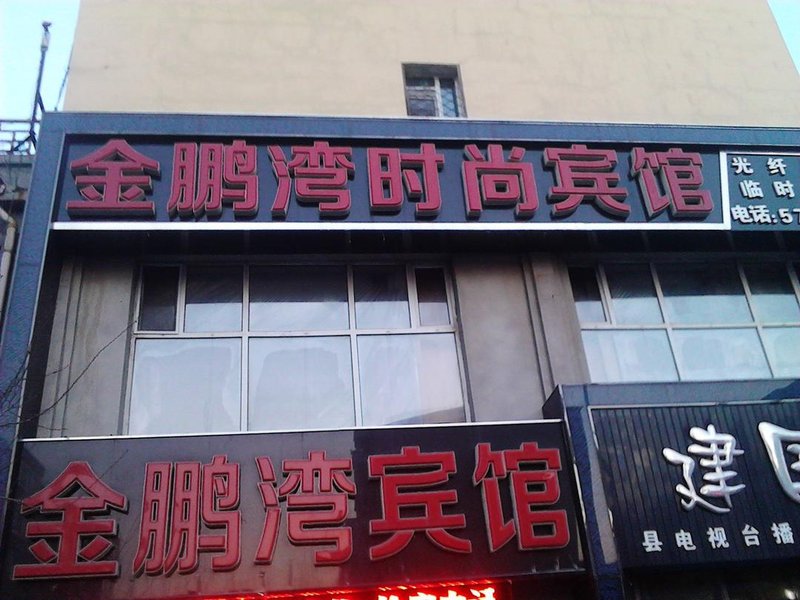 金鹏湾时尚宾馆
光纤
临时
电话:57
金鹏湾宾馆
建国
县电视台播